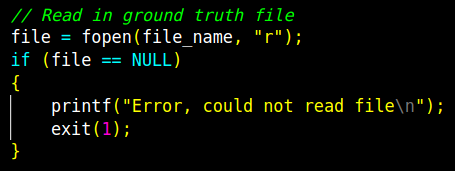 // Read in ground truth file
file = fopen(file_name, "r");
if (file == NULL)
{
    printf("Error, could not read file\n");
    exit(1);
}